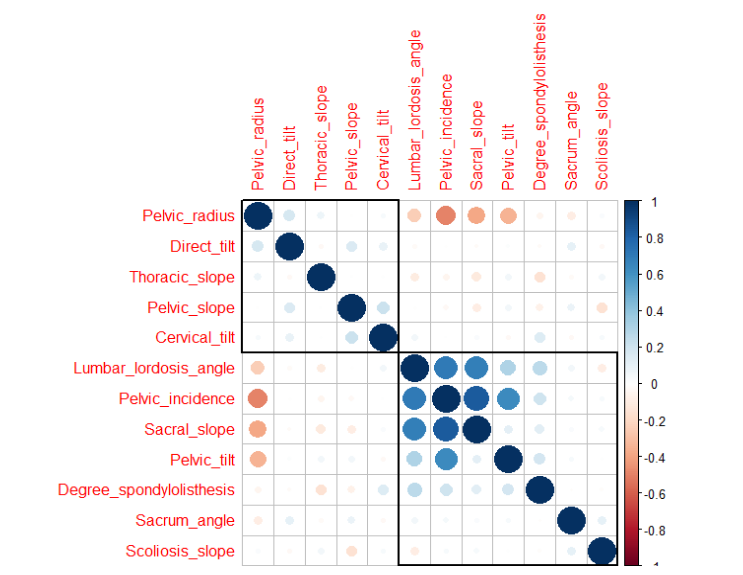 Pelvic_radius
Direct_tilt
Thoracic_slope
Pelvic_slope
Cervical_tilt
Lumbar_lordosis_angle
Pelvic_incidence
Sacral_slope
Pelvic_tilt
Degree_spondylolisthesis
Sacrum_angle
Scoliosis_slope
Pelvic_radius
Direct_tilt
Thoracic_slope
Pelvic_slope
Cervical_tilt
Lumbar_lordosis_angle
Pelvic_incidence
Sacral_slope
Pelvic_tilt
Degree_spondylolisthesis
Sacrum_angle
Scoliosis_slope
1
0.8
0.6
0.4
0.2
0
-0.2
-0.4
-0.6
-0.8
-1